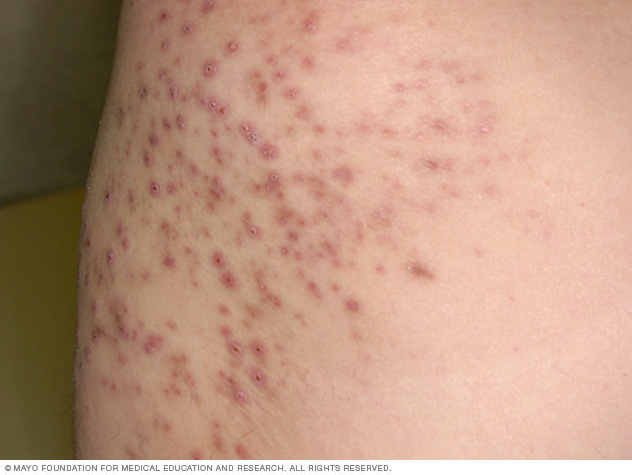 © MAYO FOUNDATION FOR MEDICAL EDUCATION AND RESEARCH. ALL RIGHTS RESERVED.